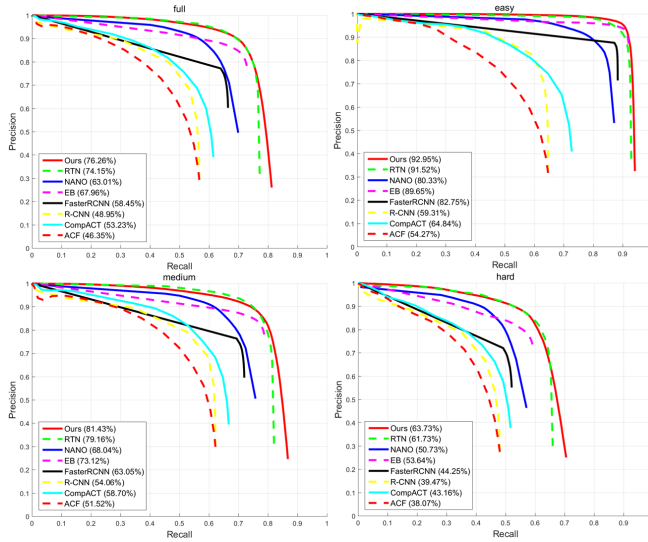 full
Precision
1
0.9
0.8
0.7
0.6
0.5
0.4
0.3
0.2
0.1
0
Ours (76.26%)
RTN (74.15%)
NANO (63.01%)
EB (67.96%)
FasterRCNN (58.45%)
R-CNN (48.95%)
CompACT (53.23%)
ACF (46.35%)
0 0.1 0.2 0.3 0.4 0.5 0.6 0.7 0.8 0.9 1
Recall
easy
Precision
1
0.9
0.8
0.7
0.6
0.5
0.4
0.3
0.2
0.1
0
Ours (92.95%)
RTN (91.52%)
NANO (80.33%)
EB (89.65%)
FasterRCNN (82.75%)
R-CNN (59.31%)
CompACT (64.84%)
ACF (54.27%)
0 0.1 0.2 0.3 0.4 0.5 0.6 0.7 0.8 0.9
Recall
medium
Precision
1
0.9
0.8
0.7
0.6
0.5
0.4
0.3
0.2
0.1
0
Ours (81.43%)
RTN (79.16%)
NANO (68.04%)
EB (73.12%)
FasterRCNN (63.05%)
R-CNN (54.06%)
CompACT (58.70%)
ACF (51.52%)
0 0.1 0.2 0.3 0.4 0.5 0.6 0.7 0.8 0.9 1
Recall
hard
Precision
1
0.9
0.8
0.7
0.6
0.5
0.4
0.3
0.2
0.1
0
Ours (63.73%)
RTN (61.73%)
NANO (50.73%)
EB (53.64%)
FasterRCNN (44.25%)
R-CNN (39.47%)
CompACT (43.16%)
ACF (38.07%)
0 0.1 0.2 0.3 0.4 0.5 0.6 0.7 0.8 0.9
Recall